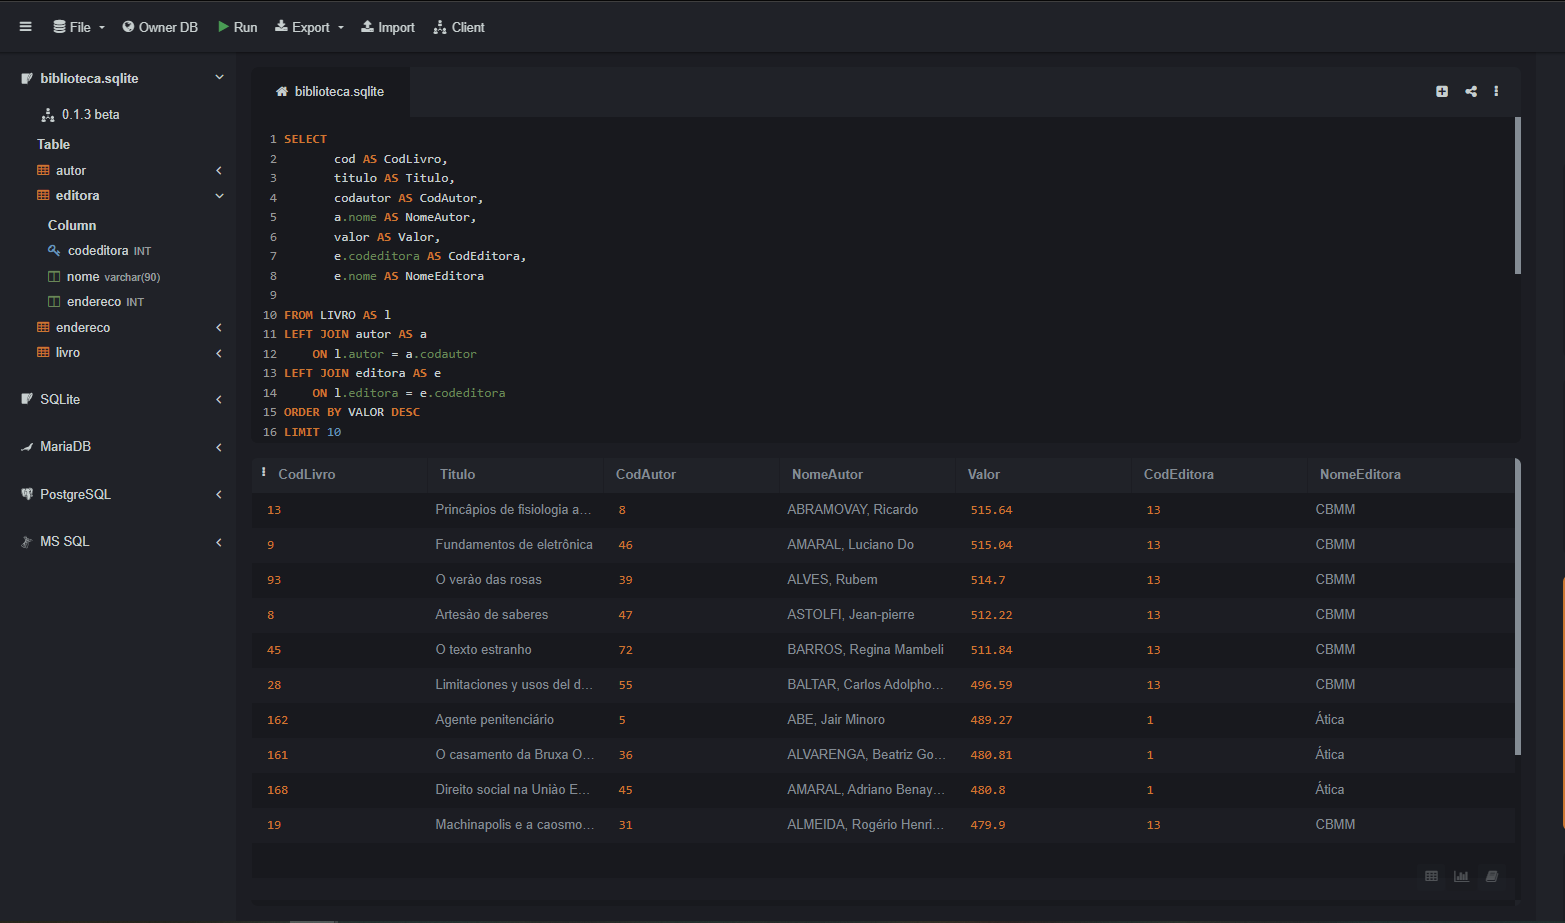 File Owner DB Run Export Import Client
biblioteca.sqlite
0.1.3 beta
Table
autor
editora
Column
codeditora INT
nome varchar(90)
endereco INT
endereco
livro
SQLite
MariaDB
PostgreSQL
MS SQL
biblioteca.sqlite
1 SELECT
2 cod AS CodLivro,
3 titulo AS Titulo,
4 codautor AS CodAutor,
5 a.nome AS NomeAutor,
6 valor AS Valor,
7 e.codeditora AS CodEditora,
8 e.nome AS NomeEditora
9
10 FROM LIVRO AS l
11 LEFT JOIN autor AS a
12 ON l.autor = a.codautor
13 LEFT JOIN editora AS e
14 ON l.editora = e.codeditora
15 ORDER BY VALOR DESC
16 LIMIT 10
CodLivro Titulo CodAutor NomeAutor Valor CodEditora NomeEditora
13 Princâpios de fisiologia a... 8 ABRAMOVAY, Ricardo 515.64 13 CBMM
9 Fundamentos de eletrônica 46 AMARAL, Luciano Do 515.04 13 CBMM
93 O verào das rosas 39 ALVES, Rubem 514.7 13 CBMM
8 Artesào de saberes 47 ASTOLFI, Jean-pierre 512.22 13 CBMM
45 O texto estranho 72 BARROS, Regina Mambeli 511.84 13 CBMM
28 Limitaciones y usos del d... 55 BALTAR, Carlos Adolpho... 496.59 13 CBMM
162 Agente penitenciário 5 ABE, Jair Minoro 489.27 1 Ática
161 O casamento da Bruxa O... 36 ALVARENGA, Beatriz Go... 480.81 1 Ática
168 Direito social na Uniào E... 45 AMARAL, Adriano Benay... 480.8 1 Ática
19 Machinapolis e a caosmo... 31 ALMEIDA, Rogério Henri... 479.9 13 CBMM